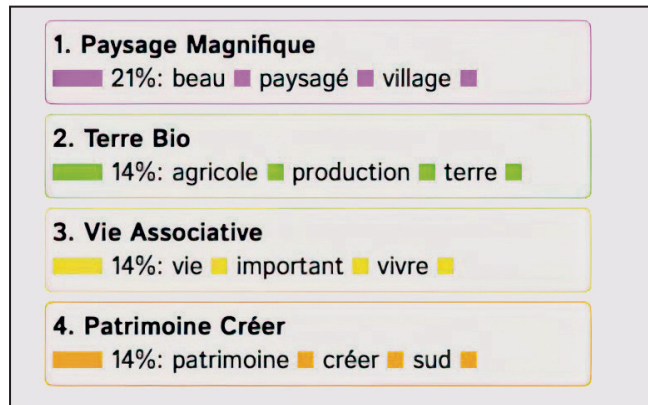 1. Paysage Magnifique
21%: beau ■ paysagé ■ village ■
2. Terre Bio
14%: agricole ■ production ■ terre ■
3. Vie Associative
14%: vie ■ important ■ vivre ■
4. Patrimoine Créer
14%: patrimoine ■ créer ■ sud ■